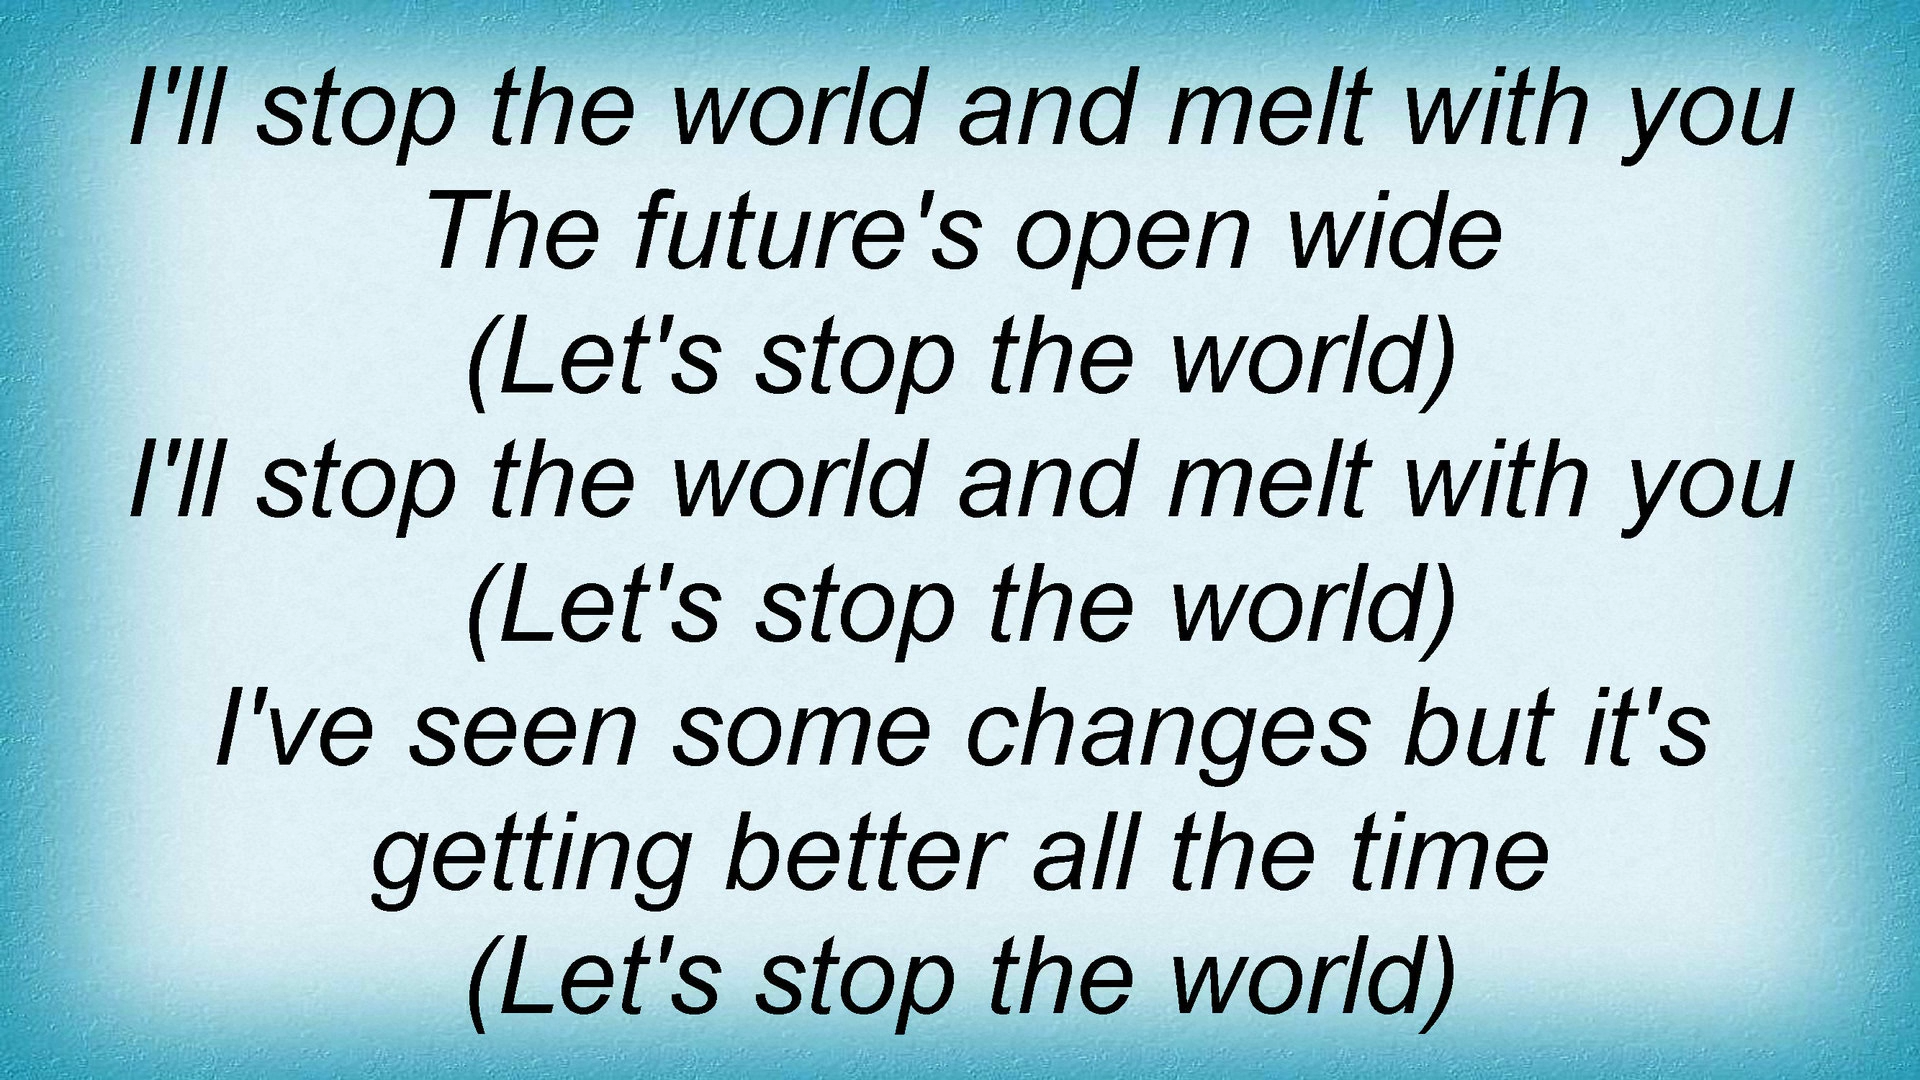 I'll stop the world and melt with you
The future's open wide
(Let's stop the world)
I'll stop the world and melt with you
(Let's stop the world)
I've seen some changes but it's
getting better all the time
(Let's stop the world)